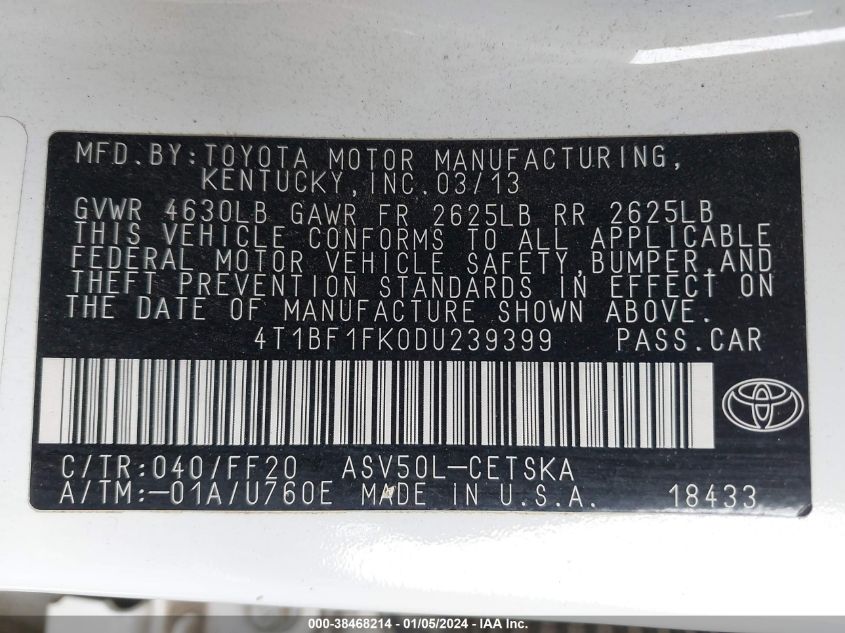 MFD.BY:TOYOTA MOTOR MANUFACTURING,
KENTUCKY,INC.03/13
GVWR 4630LB GAWR FR 2625LB RR 2625LB
THIS VEHICLE CONFORMS TO ALL APPLICABLE
FEDERAL MOTOR VEHICLE SAFETY,BUMPER,AND
THEFT PREVENTION STANDARDS IN EFFECT ON
THE DATE OF MANUFACTURE SHOWN ABOVE.
4T1BF1FK0DU239399 PASS.CAR
C/TR:040/FF20 ASV50L-CETSKA
A/TM:-01A/U760E MADE IN U.S.A. 18433
000-38468214 - 01/05/2024 - IAA Inc.